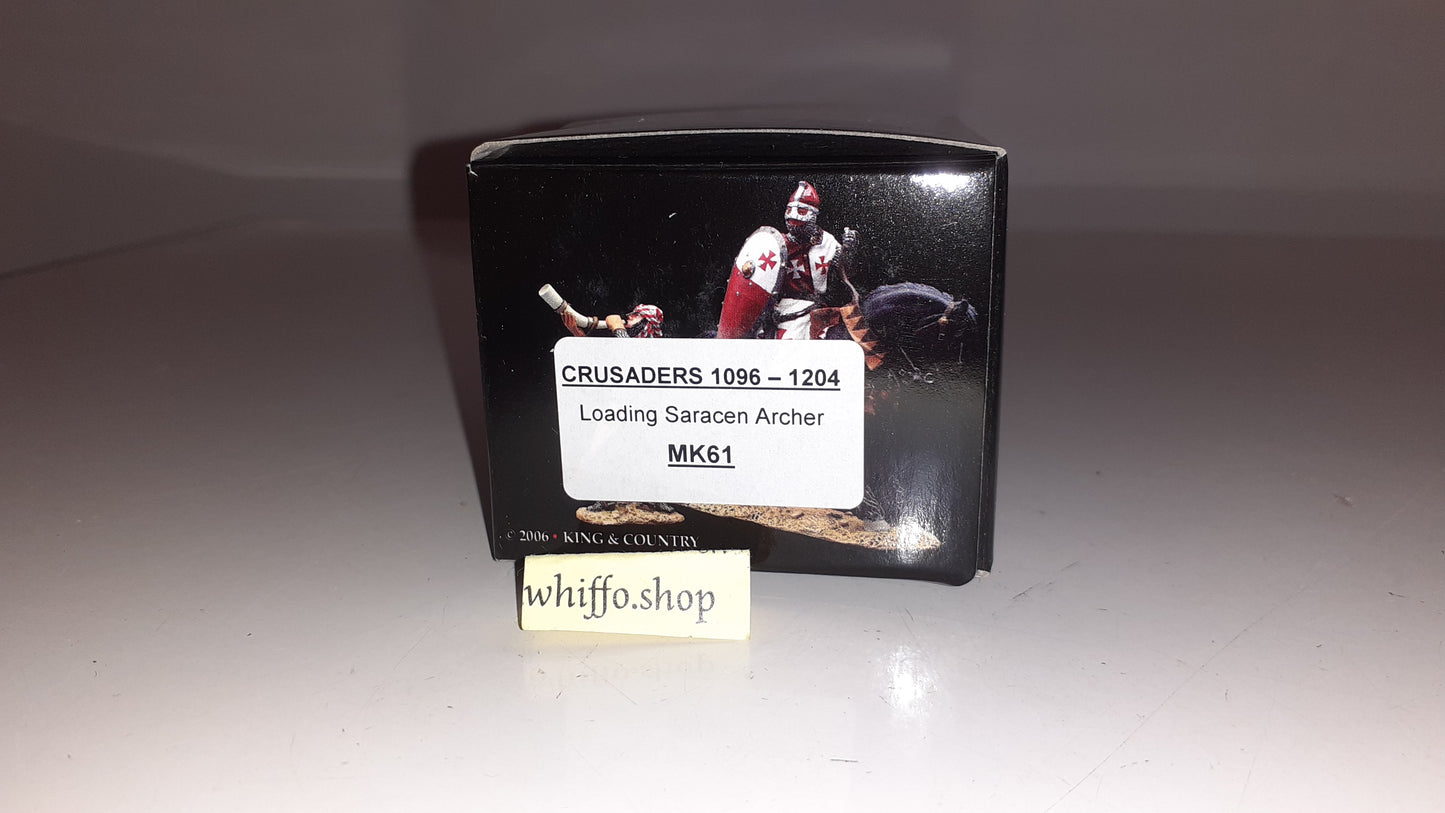 CRUSADERS 1096 – 1204
Loading Saracen Archer
MK61
© 2006 • KING & COUNTRY
whiffo.shop